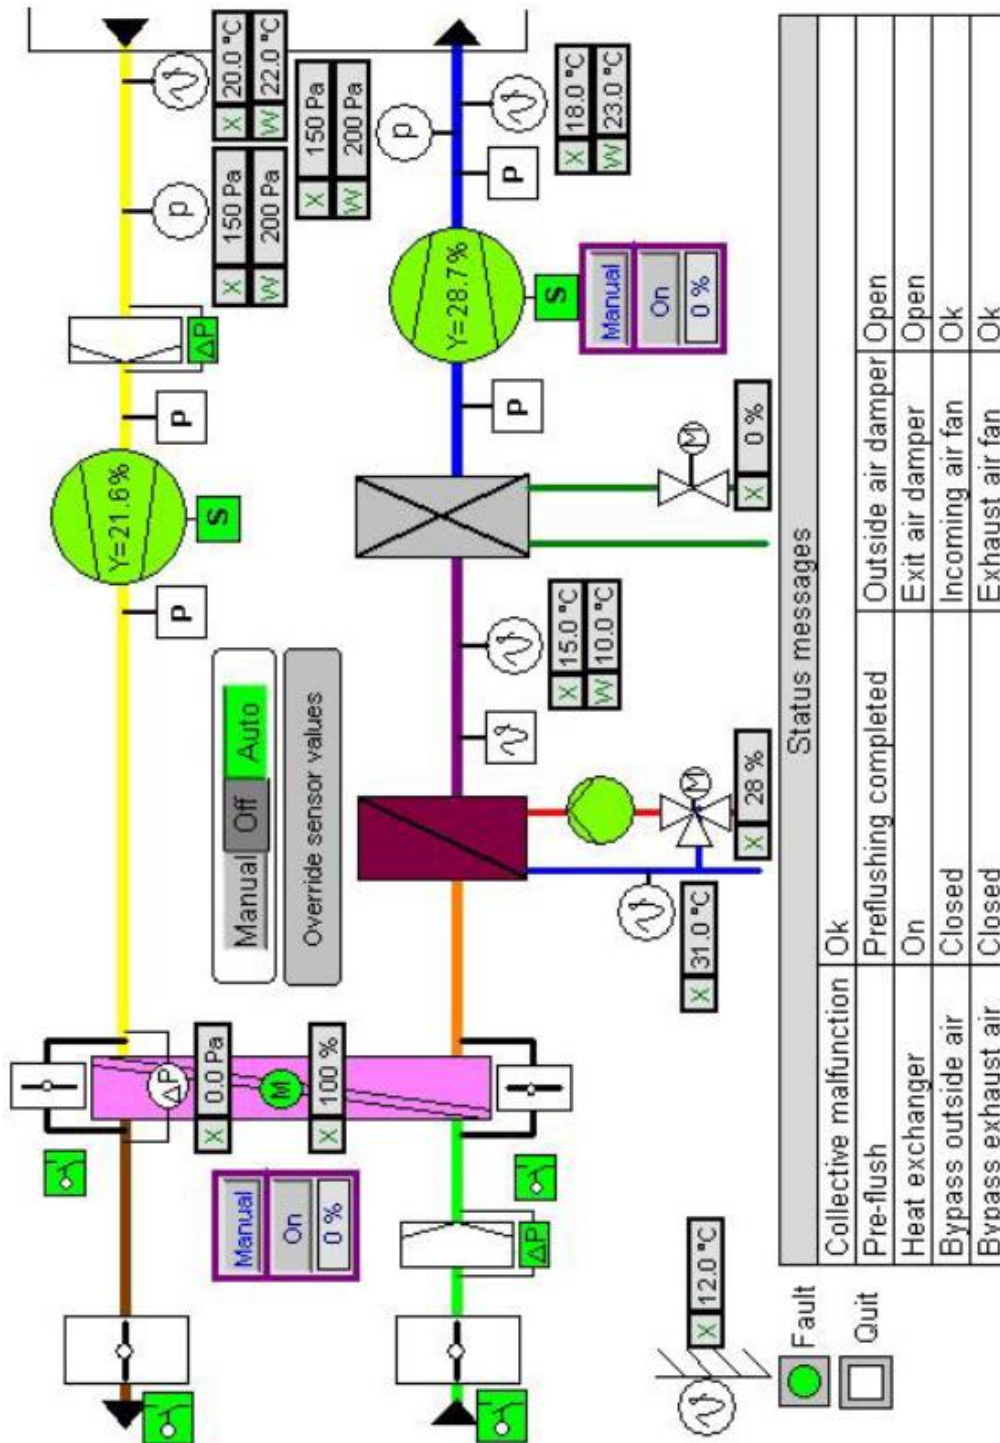 X 20.0 °C
W 22.0 °C
p
X 150 Pa
W 200 Pa
ΔP
P
Y=21.6%
S
P
ΔP
X 0.0 Pa
M
X 100 %
Manual Off Auto
Override sensor values
Manual
On
0 %
ΔP
X 31.0 °C
M
X 28 %
X 15.0 °C
W 10.0 °C
M
X 0 %
P
Y=28.7%
S
Manual
On
0 %
P
p
X 150 Pa
W 200 Pa
X 18.0 °C
W 23.0 °C
X 12.0 °C
Fault
Quit
Status messages
Collective malfunction Ok
Pre-flush Preflushing completed Outside air damper Open
Heat exchanger On Exit air damper Open
Bypass outside air Closed Incoming air fan Ok
Bypass exhaust air Closed Exhaust air fan Ok